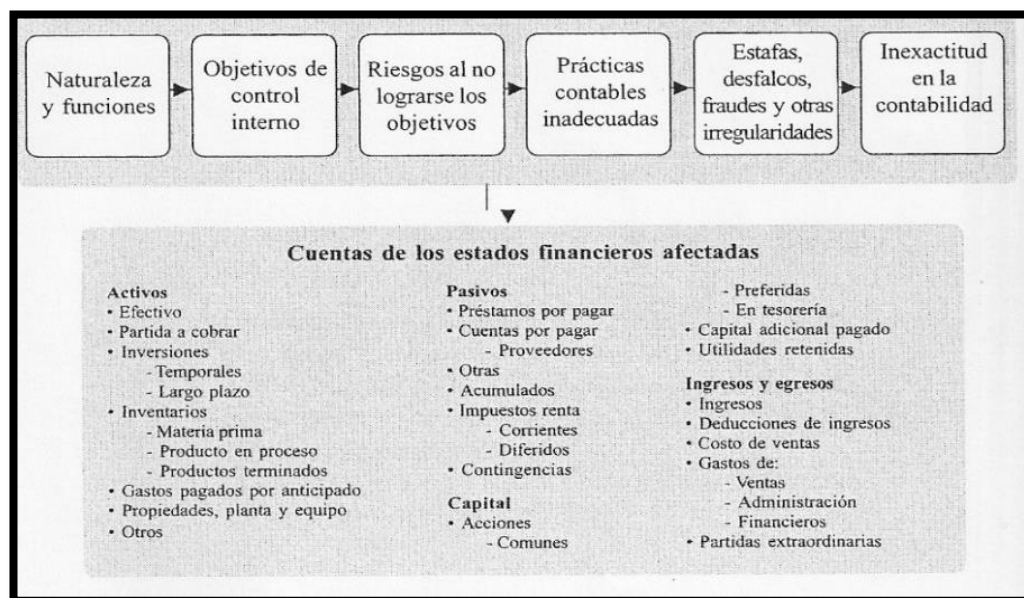 Naturaleza
y funciones
Objetivos de
control
interno
Riesgos al no
lograrse los
objetivos
Prácticas
contables
inadecuadas
Estafas,
desfalcos,
fraudes y otras
irregularidades
Inexactitud
en la
contabilidad
Cuentas de los estados financieros afectadas
Activos
• Efectivo
• Partida a cobrar
• Inversiones
- Temporales
- Largo plazo
• Inventarios
- Materia prima
- Producto en proceso
- Productos terminados
• Gastos pagados por anticipado
• Propiedades, planta y equipo
• Otros
Pasivos
• Préstamos por pagar
• Cuentas por pagar
- Proveedores
• Otras
• Acumulados
• Impuestos renta
- Corrientes
- Diferidos
• Contingencias
Capital
• Acciones
- Comunes
- Preferidas
- En tesorería
• Capital adicional pagado
• Utilidades retenidas
Ingresos y egresos
• Ingresos
• Deducciones de ingresos
• Costo de ventas
• Gastos de:
- Ventas
- Administración
- Financieros
• Partidas extraordinarias